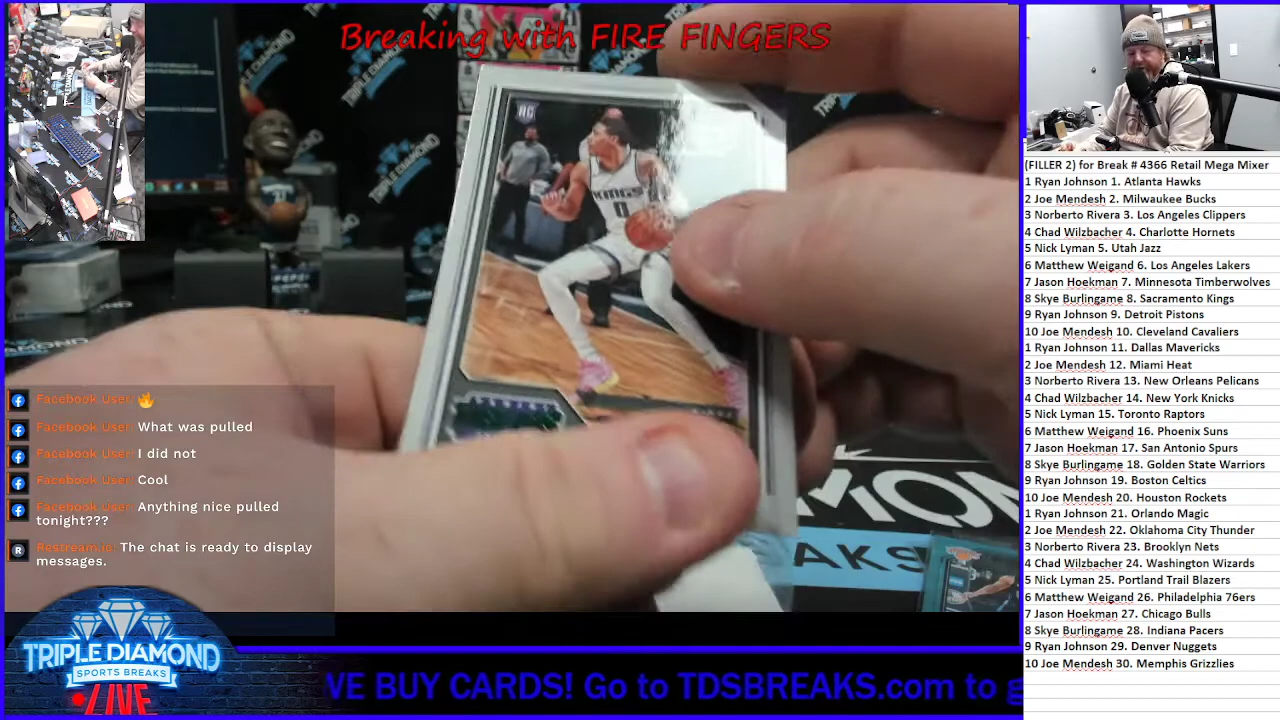 Breaking with FIRE FINGERS
TRIPLE DIAMOND
RC
KINGS
0
AKS
Facebook User: 🔥
Facebook User: What was pulled
Facebook User: I did not
Facebook User: Cool
Facebook User: Anything nice pulled
tonight???
Restream.io: The chat is ready to display
messages.
TRIPLE DIAMOND
SPORTS BREAKS
LIVE
WE BUY CARDS! Go to TDSBREAKS.com to g
(FILLER 2) for Break # 4366 Retail Mega Mixer
1 Ryan Johnson 1. Atlanta Hawks
2 Joe Mendesh 2. Milwaukee Bucks
3 Norberto Rivera 3. Los Angeles Clippers
4 Chad Wilzbacher 4. Charlotte Hornets
5 Nick Lyman 5. Utah Jazz
6 Matthew Weigand 6. Los Angeles Lakers
7 Jason Hoekman 7. Minnesota Timberwolves
8 Skye Burlingame 8. Sacramento Kings
9 Ryan Johnson 9. Detroit Pistons
10 Joe Mendesh 10. Cleveland Cavaliers
1 Ryan Johnson 11. Dallas Mavericks
2 Joe Mendesh 12. Miami Heat
3 Norberto Rivera 13. New Orleans Pelicans
4 Chad Wilzbacher 14. New York Knicks
5 Nick Lyman 15. Toronto Raptors
6 Matthew Weigand 16. Phoenix Suns
7 Jason Hoekman 17. San Antonio Spurs
8 Skye Burlingame 18. Golden State Warriors
9 Ryan Johnson 19. Boston Celtics
10 Joe Mendesh 20. Houston Rockets
1 Ryan Johnson 21. Orlando Magic
2 Joe Mendesh 22. Oklahoma City Thunder
3 Norberto Rivera 23. Brooklyn Nets
4 Chad Wilzbacher 24. Washington Wizards
5 Nick Lyman 25. Portland Trail Blazers
6 Matthew Weigand 26. Philadelphia 76ers
7 Jason Hoekman 27. Chicago Bulls
8 Skye Burlingame 28. Indiana Pacers
9 Ryan Johnson 29. Denver Nuggets
10 Joe Mendesh 30. Memphis Grizzlies